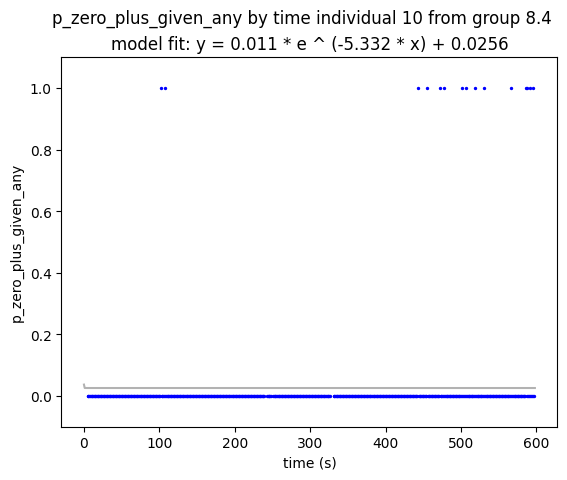 p_zero_plus_given_any by time individual 10 from group 8.4
model fit: y = 0.011 * e ^ (-5.332 * x) + 0.0256
1.0
0.8
0.6
0.4
0.2
0.0
p_zero_plus_given_any
0 100 200 300 400 500 600
time (s)